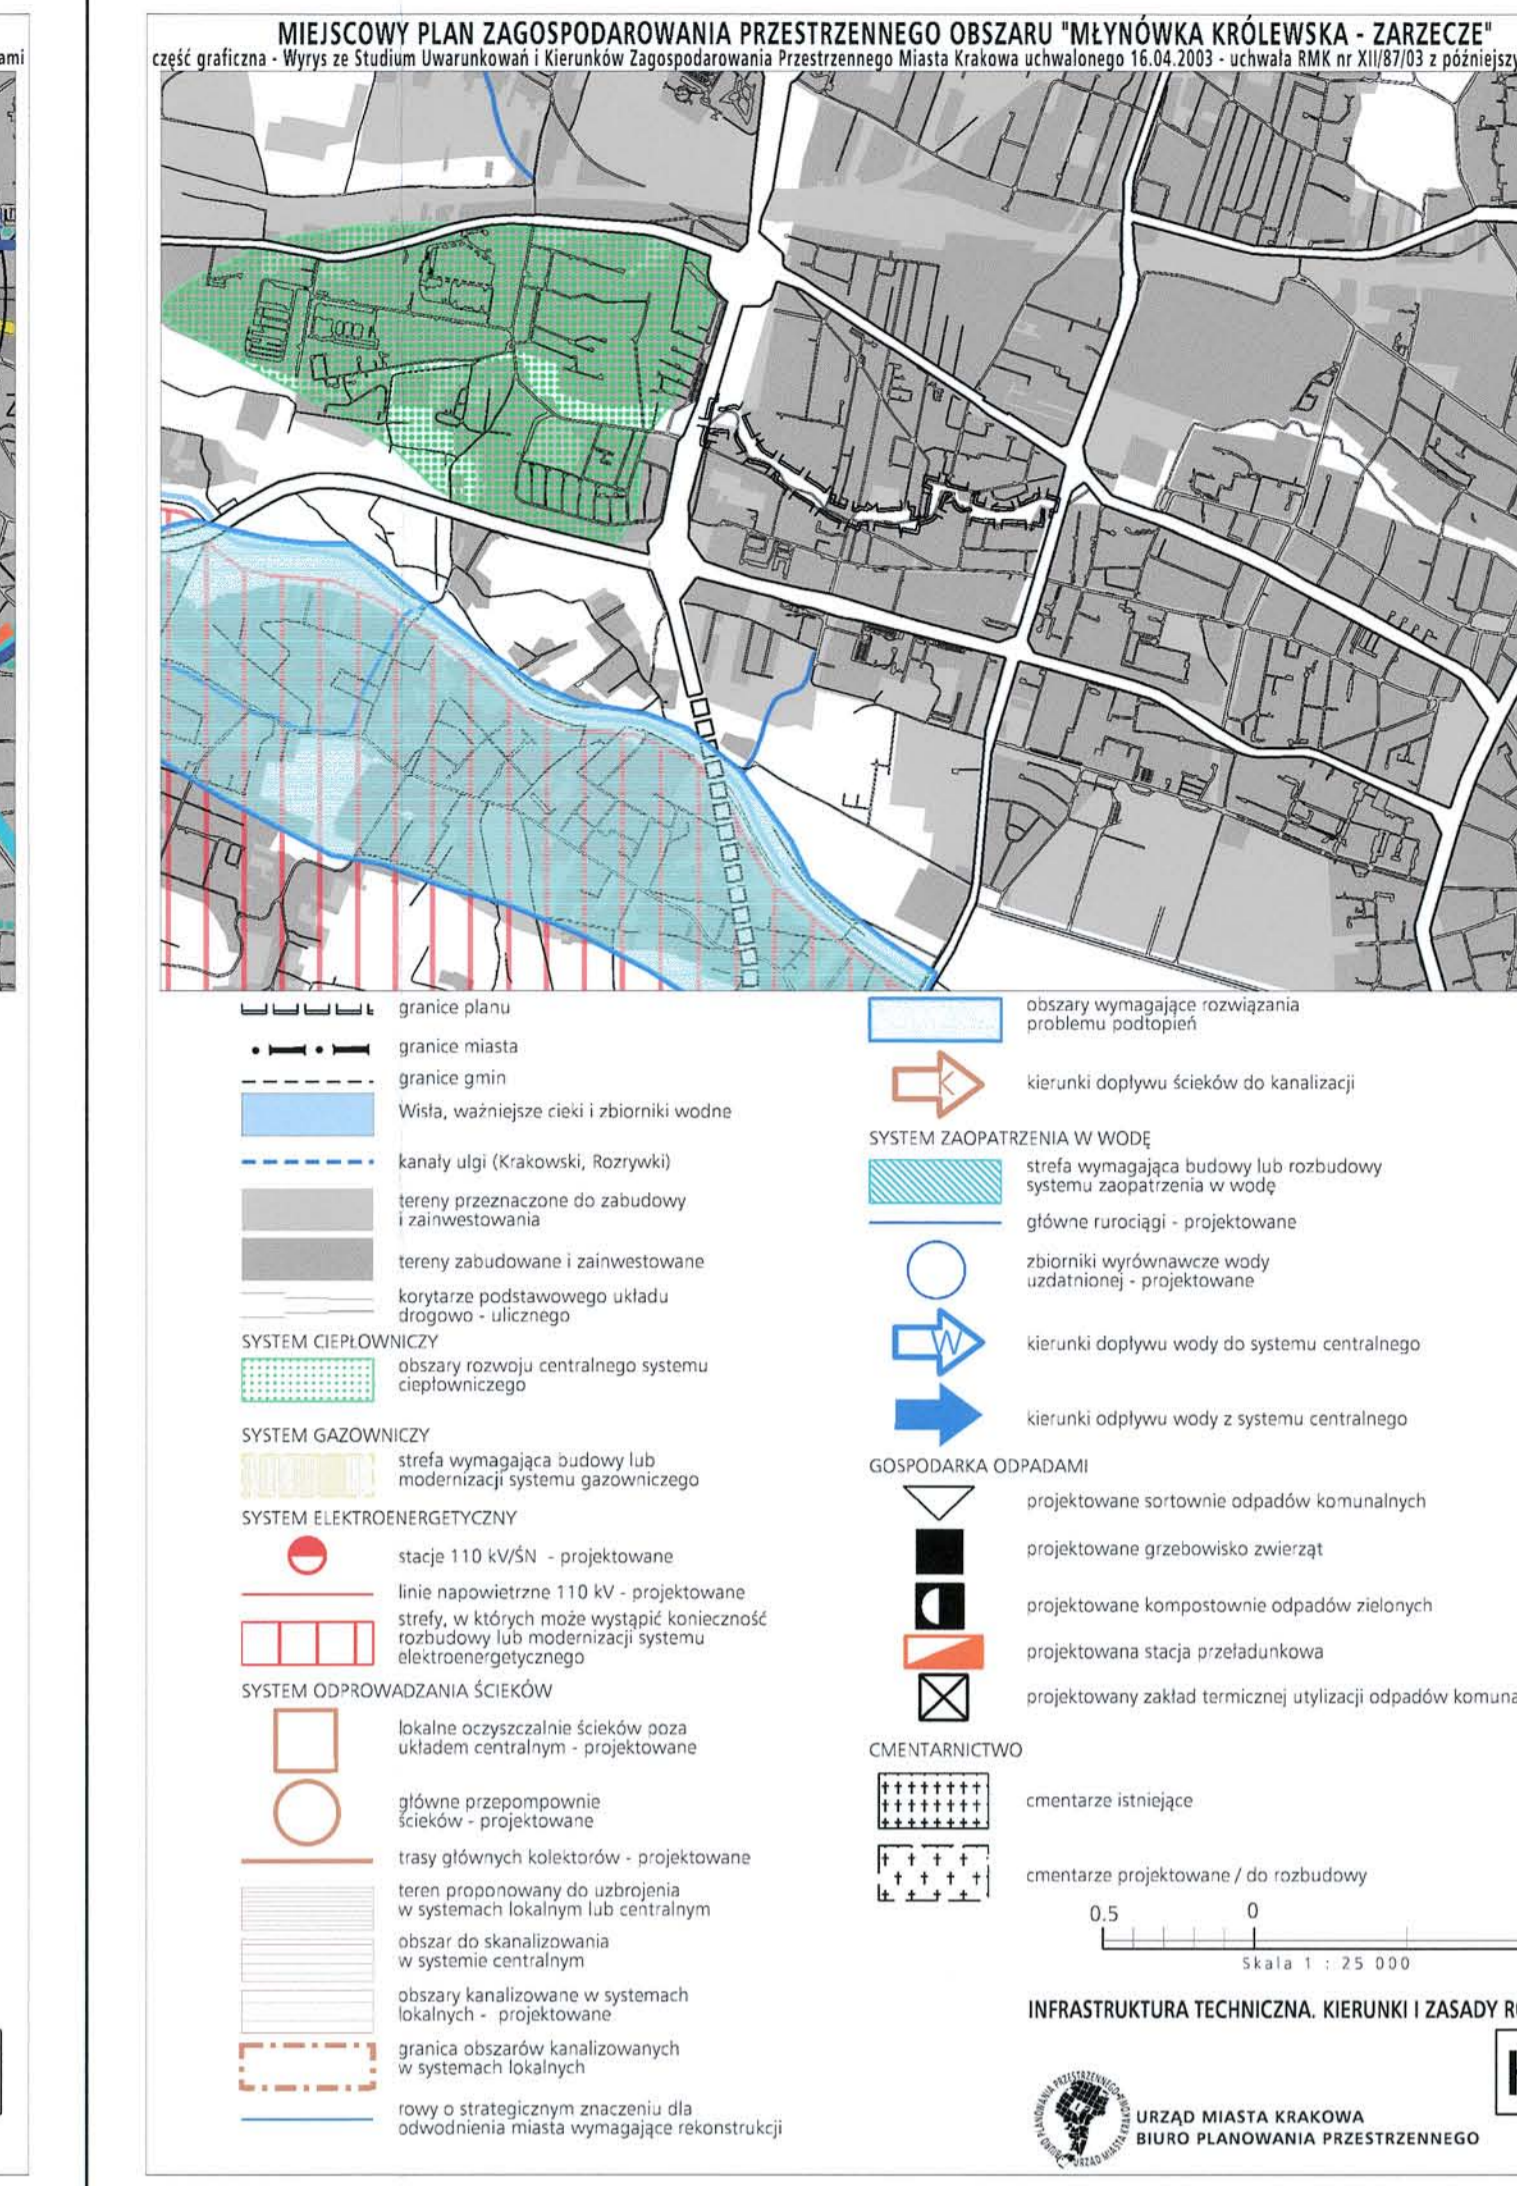 ami
MIEJSCOWY PLAN ZAGOSPODAROWANIA PRZESTRZENNEGO OBSZARU "MŁYNÓWKA KRÓLEWSKA - ZARZECZE"
część graficzna - Wyrys ze Studium Uwarunkowań i Kierunków Zagospodarowania Przestrzennego Miasta Krakowa uchwalonego 16.04.2003 - uchwała RMK nr XII/87/03 z późniejszy
granice planu
granice miasta
granice gmin
Wisła, ważniejsze cieki i zbiorniki wodne
kanały ulgi (Krakowski, Rozrywki)
tereny przeznaczone do zabudowy
i zainwestowania
tereny zabudowane i zainwestowane
korytarze podstawowego układu
drogowo - ulicznego
SYSTEM CIEPŁOWNICZY
obszary rozwoju centralnego systemu
ciepłowniczego
SYSTEM GAZOWNICZY
strefa wymagająca budowy lub
modernizacji systemu gazowniczego
SYSTEM ELEKTROENERGETYCZNY
stacje 110 kV/ŚN - projektowane
linie napowietrzne 110 kV - projektowane
strefy, w których może wystąpić konieczność
rozbudowy lub modernizacji systemu
elektroenergetycznego
SYSTEM ODPROWADZANIA ŚCIEKÓW
lokalne oczyszczalnie ścieków poza
układem centralnym - projektowane
główne przepompownie
ścieków - projektowane
trasy głównych kolektorów - projektowane
teren proponowany do uzbrojenia
w systemach lokalnym lub centralnym
obszar do skanalizowania
w systemie centralnym
obszary kanalizowane w systemach
lokalnych - projektowane
granica obszarów kanalizowanych
w systemach lokalnych
rowy o strategicznym znaczeniu dla
odwodnienia miasta wymagające rekonstrukcji
obszary wymagające rozwiązania
problemu podtopień
K
kierunki dopływu ścieków do kanalizacji
SYSTEM ZAOPATRZENIA W WODĘ
strefa wymagająca budowy lub rozbudowy
systemu zaopatrzenia w wodę
główne rurociągi - projektowane
zbiorniki wyrównawcze wody
uzdatnionej - projektowane
W
kierunki dopływu wody do systemu centralnego
kierunki odpływu wody z systemu centralnego
GOSPODARKA ODPADAMI
projektowane sortownie odpadów komunalnych
projektowane grzebowisko zwierząt
projektowane kompostownie odpadów zielonych
projektowana stacja przeładunkowa
projektowany zakład termicznej utylizacji odpadów komuna
CMENTARNICTWO
cmentarze istniejące
cmentarze projektowane / do rozbudowy
0.5 0
Skala 1 : 25 000
INFRASTRUKTURA TECHNICZNA. KIERUNKI I ZASADY R
URZĄD MIASTA KRAKOWA
BIURO PLANOWANIA PRZESTRZENNEGO